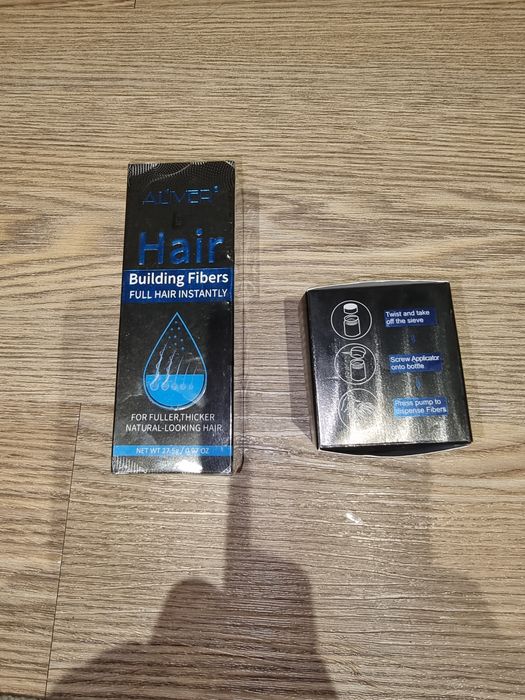 ALIVER
Hair
Building Fibers
FULL HAIR INSTANTLY
FOR FULLER,THICKER
NATURAL-LOOKING HAIR
NET WT 27.5g / 0.97 OZ
Twist and take
off the sieve
Screw Applicator
onto bottle
Press pump to
dispense Fibers